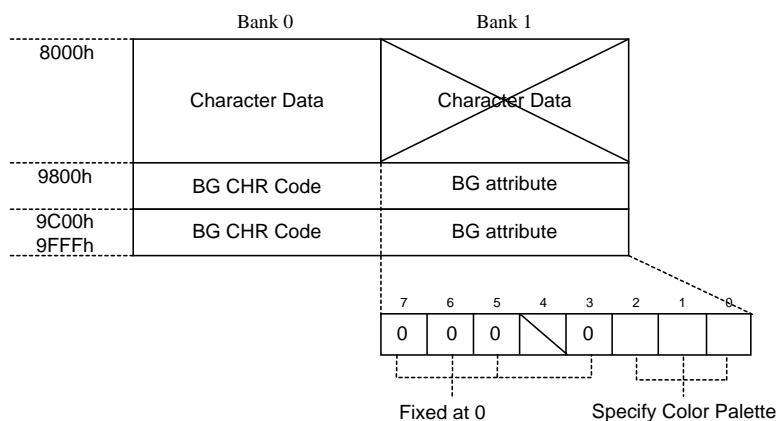 Bank 0 Bank 1
8000h
Character Data Character Data
9800h
BG CHR Code BG attribute
9C00h
BG CHR Code BG attribute
9FFFh
7 6 5 4 3 2 1 0
0 0 0 0
Fixed at 0 Specify Color Palette